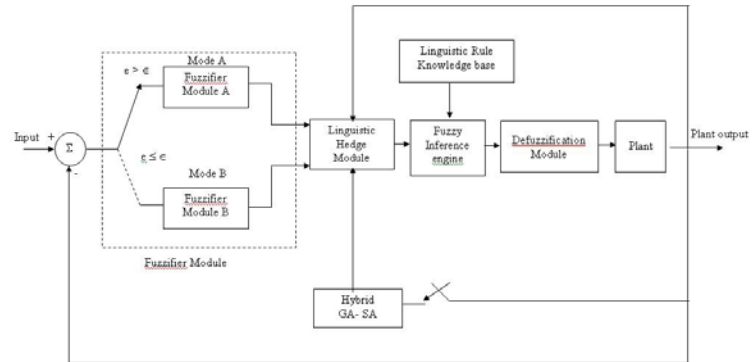 Mode A
e > ϵ
Fuzzifier
Module A
Linguistic Rule
Knowledge base
Input
+
Σ
-
e ≤ ϵ
Mode B
Fuzzifier
Module B
Fuzzifier Module
Linguistic
Hedge
Module
Fuzzy
Inference
engine
Defuzzification
Module
Plant
Plant output
Hybrid
GA- SA